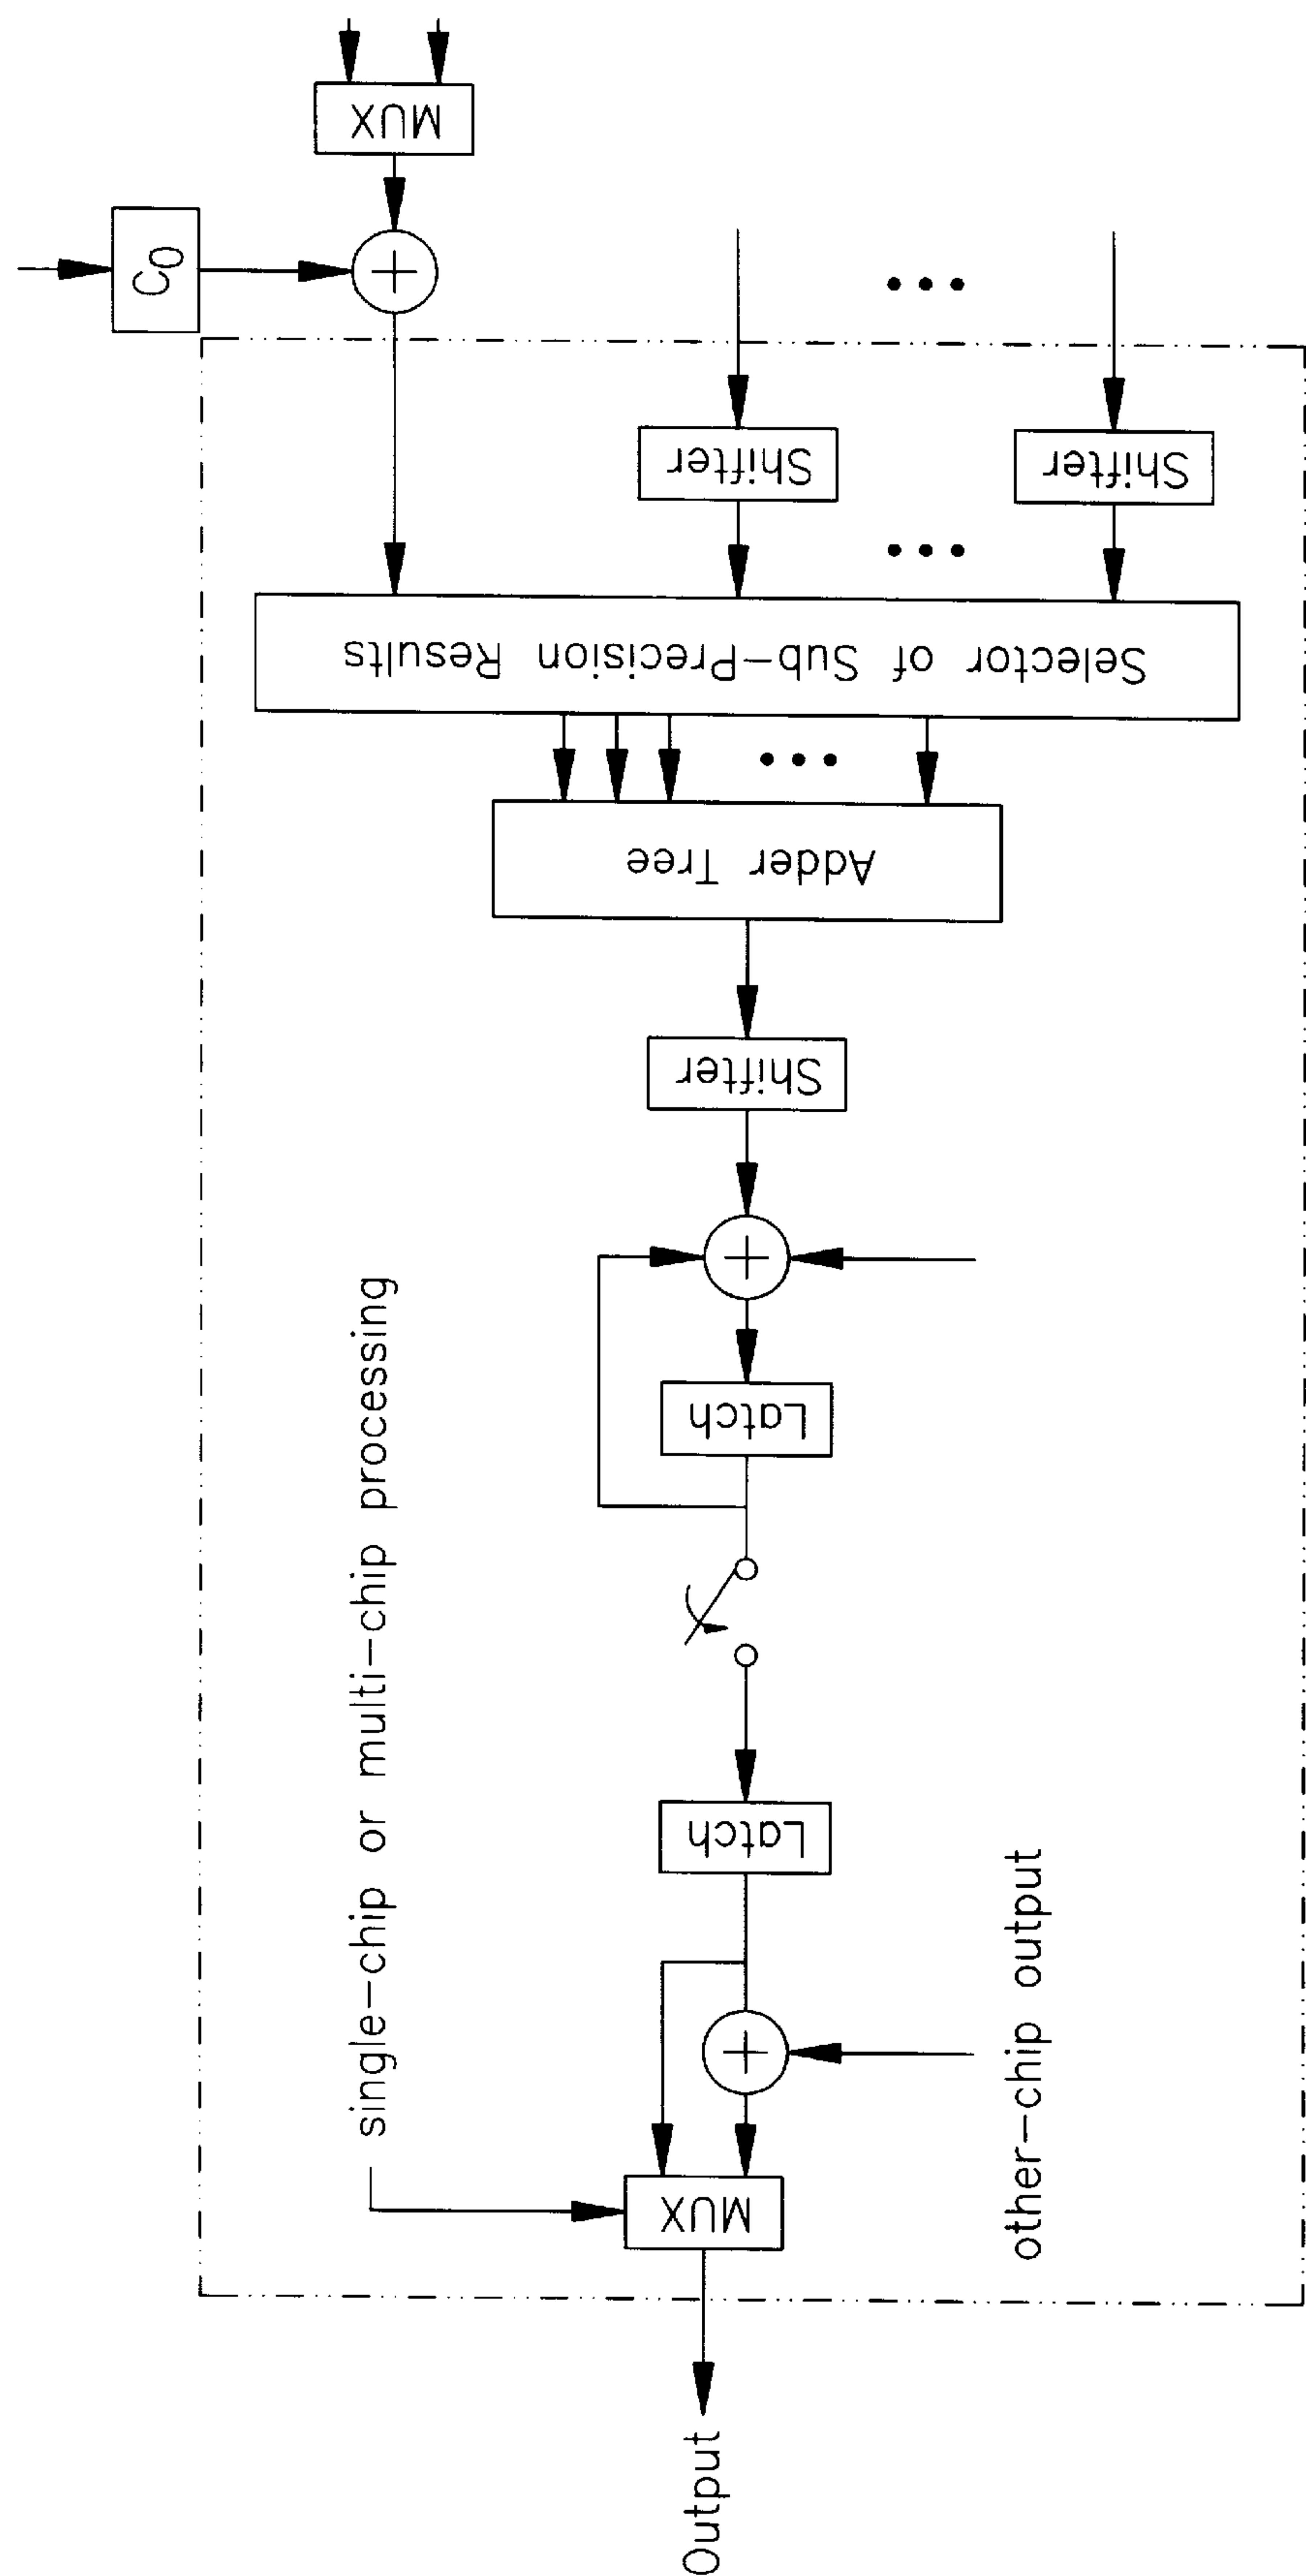 MUX
C0
Shifter
Shifter
Selector of Sub-Precision Results
Adder Tree
Shifter
Latch
single-chip or multi-chip processing
Latch
other-chip output
MUX
Output